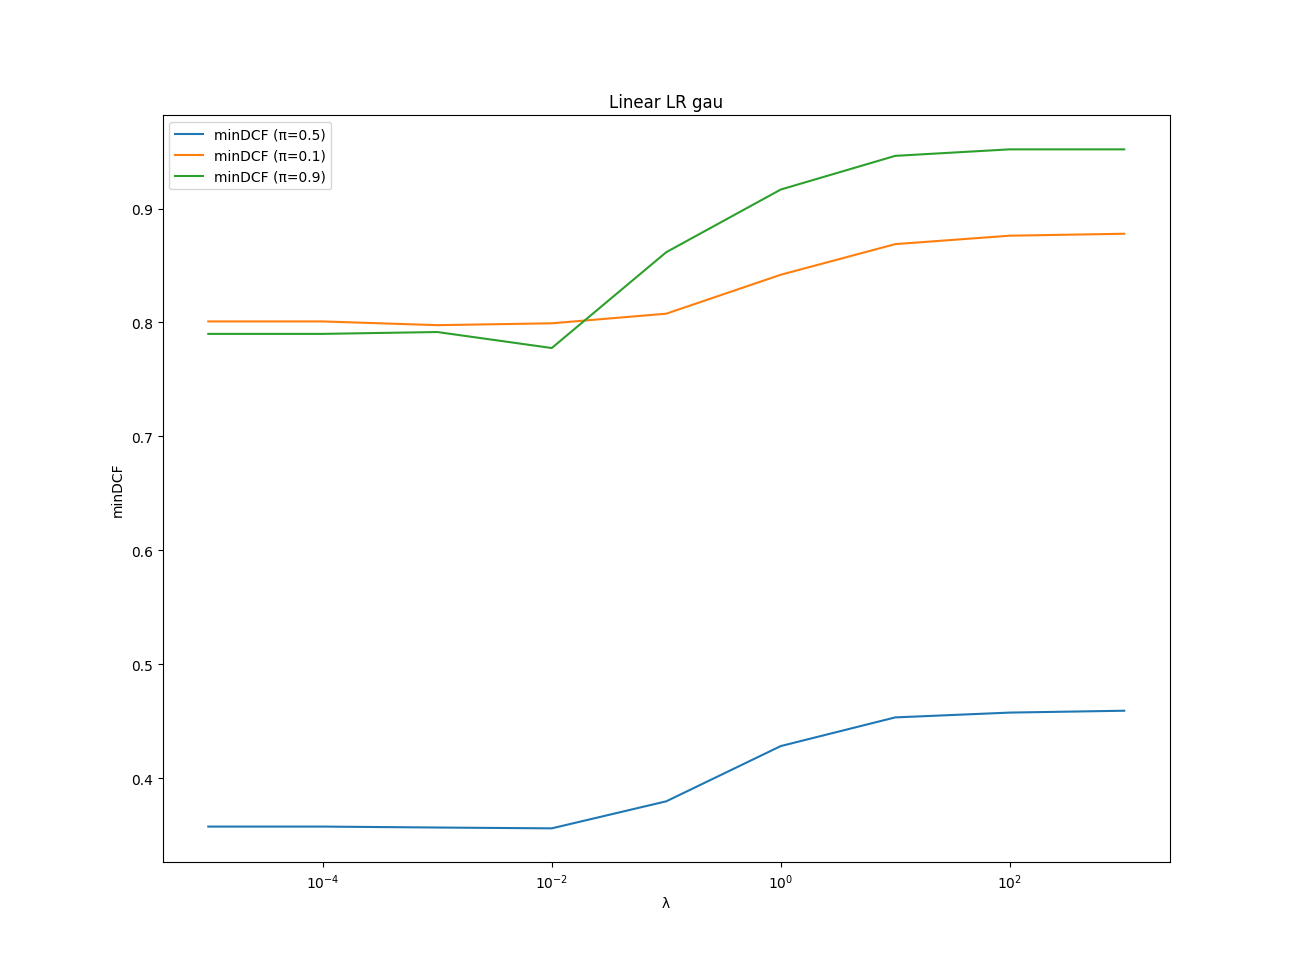 Linear LR gau
minDCF (π=0.5)
minDCF (π=0.1)
minDCF (π=0.9)
0.9
0.8
0.7
0.6
0.5
0.4
minDCF
10⁻⁴ 10⁻² 10⁰ 10²
λ